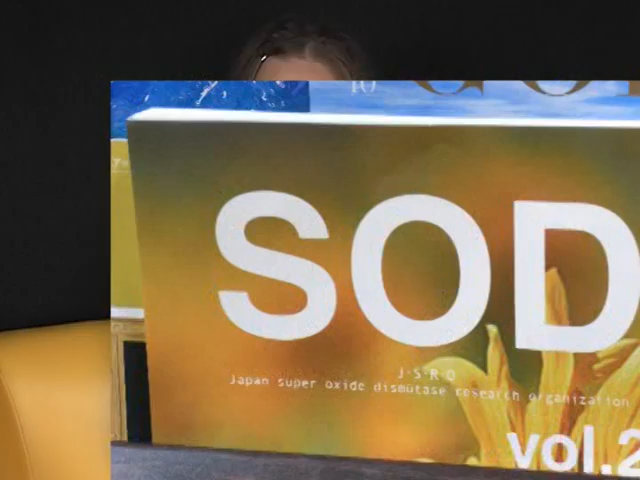 SOD
J·S·R·O
Japan super oxide dismutase research organization
vol.2